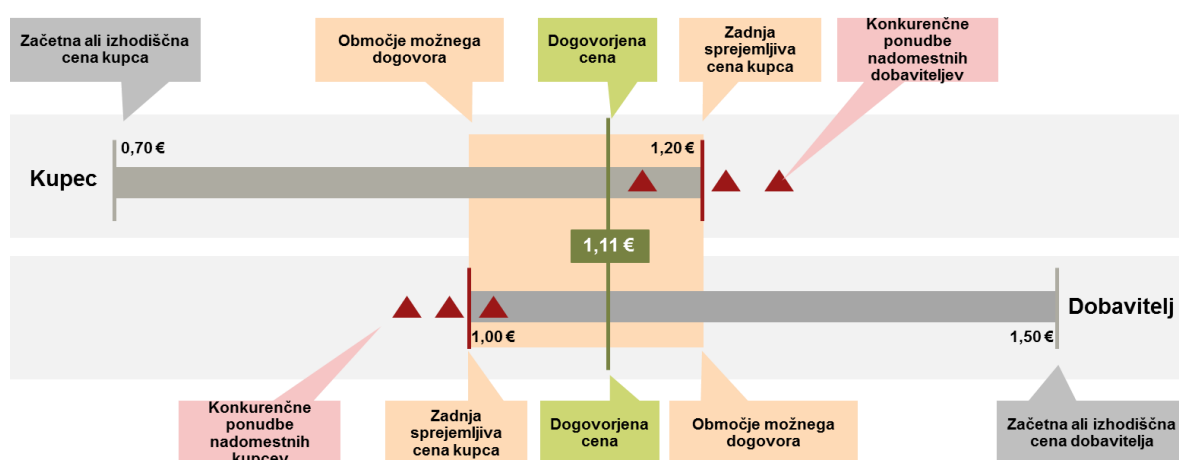 Začetna ali izhodiščna
cena kupca
Območje možnega
dogovora
Dogovorjena
cena
Zadnja
sprejemljiva
cena kupca
Konkurenčne
ponudbe
nadomestnih
dobaviteljev
0,70 €
1,20 €
Kupec
1,11 €
Dobavitelj
1,00 €
1,50 €
Konkurenčne
ponudbe
nadomestnih
kupcev
Zadnja
sprejemljiva
cena kupca
Dogovorjena
cena
Območje možnega
dogovora
Začetna ali izhodiščna
cena dobavitelja